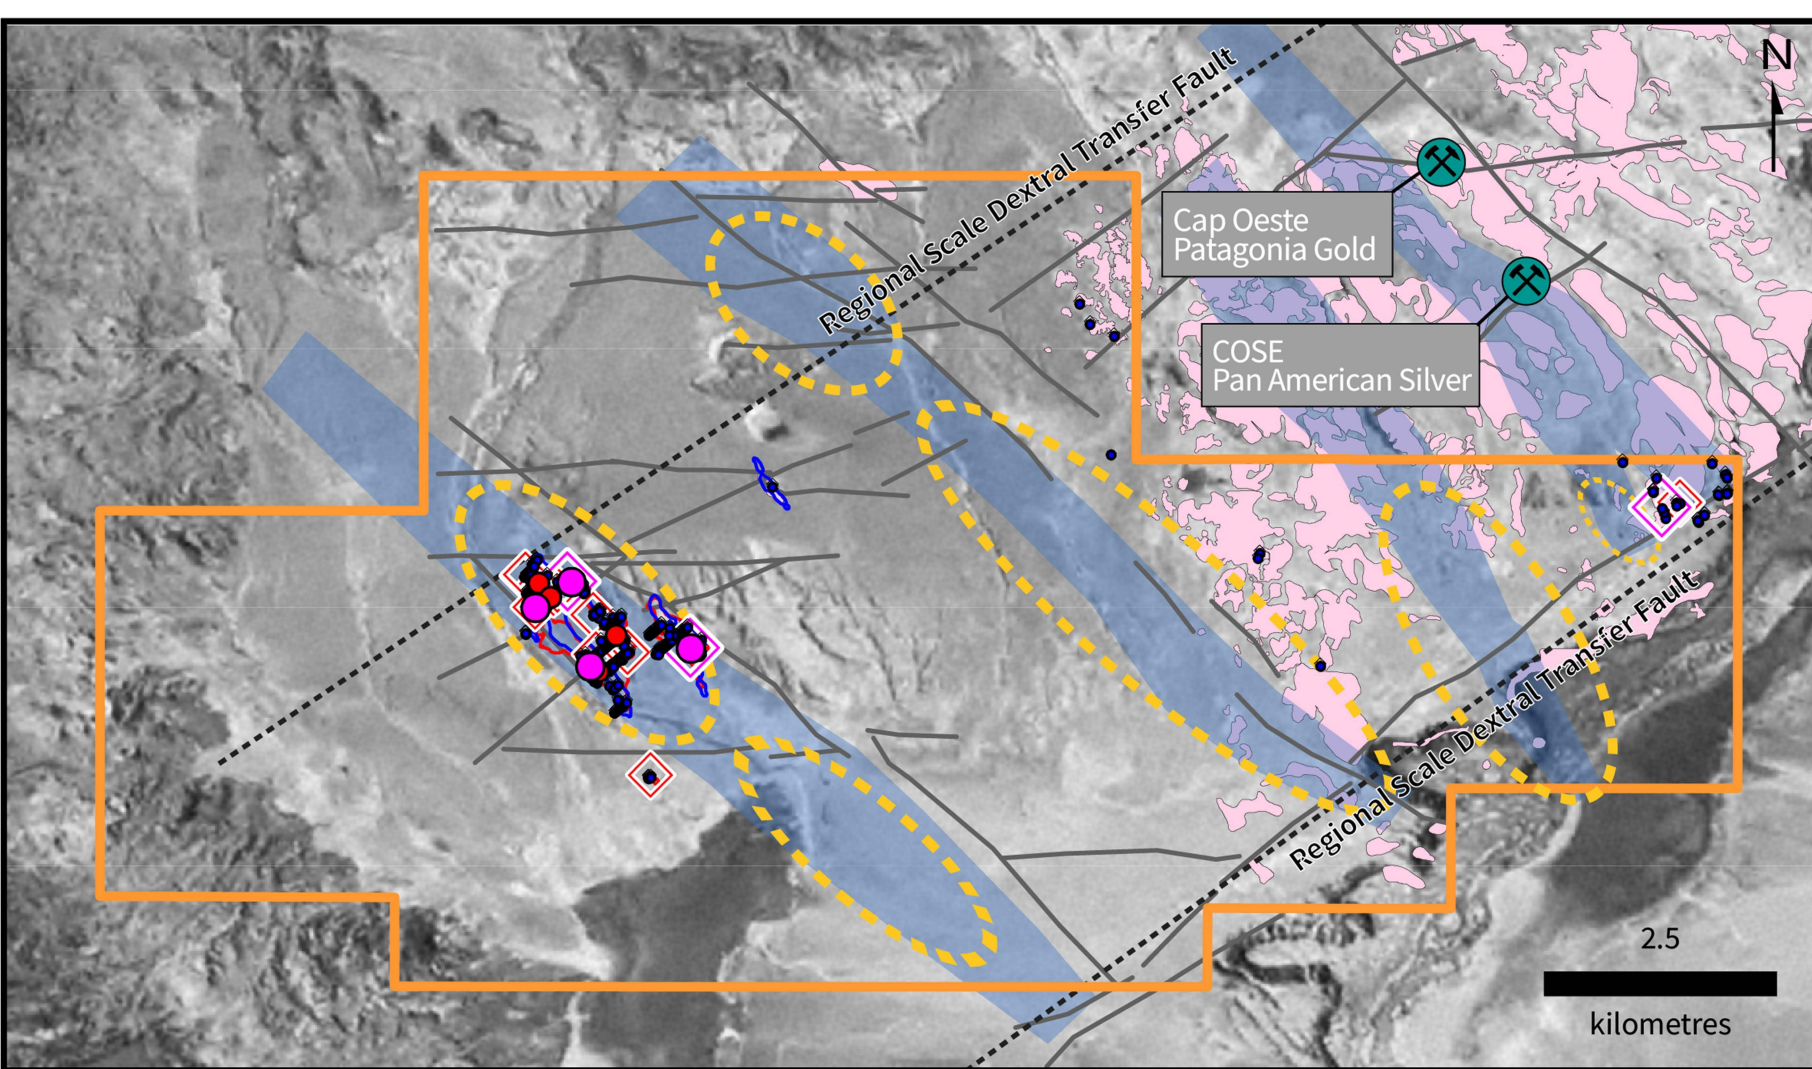 N
Regional Scale Dextral Transfer Fault
Cap Oeste
Patagonia Gold
COSE
Pan American Silver
Regional Scale Dextral Transfer Fault
2.5
kilometres